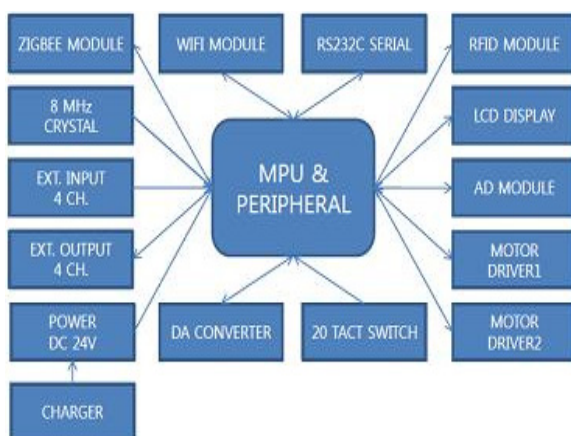 ZIGBEE MODULE
WIFI MODULE
RS232C SERIAL
RFID MODULE
8 MHz
CRYSTAL
LCD DISPLAY
MPU &
PERIPHERAL
EXT. INPUT
4 CH.
AD MODULE
EXT. OUTPUT
4 CH.
MOTOR
DRIVER1
POWER
DC 24V
DA CONVERTER
20 TACT SWITCH
MOTOR
DRIVER2
CHARGER